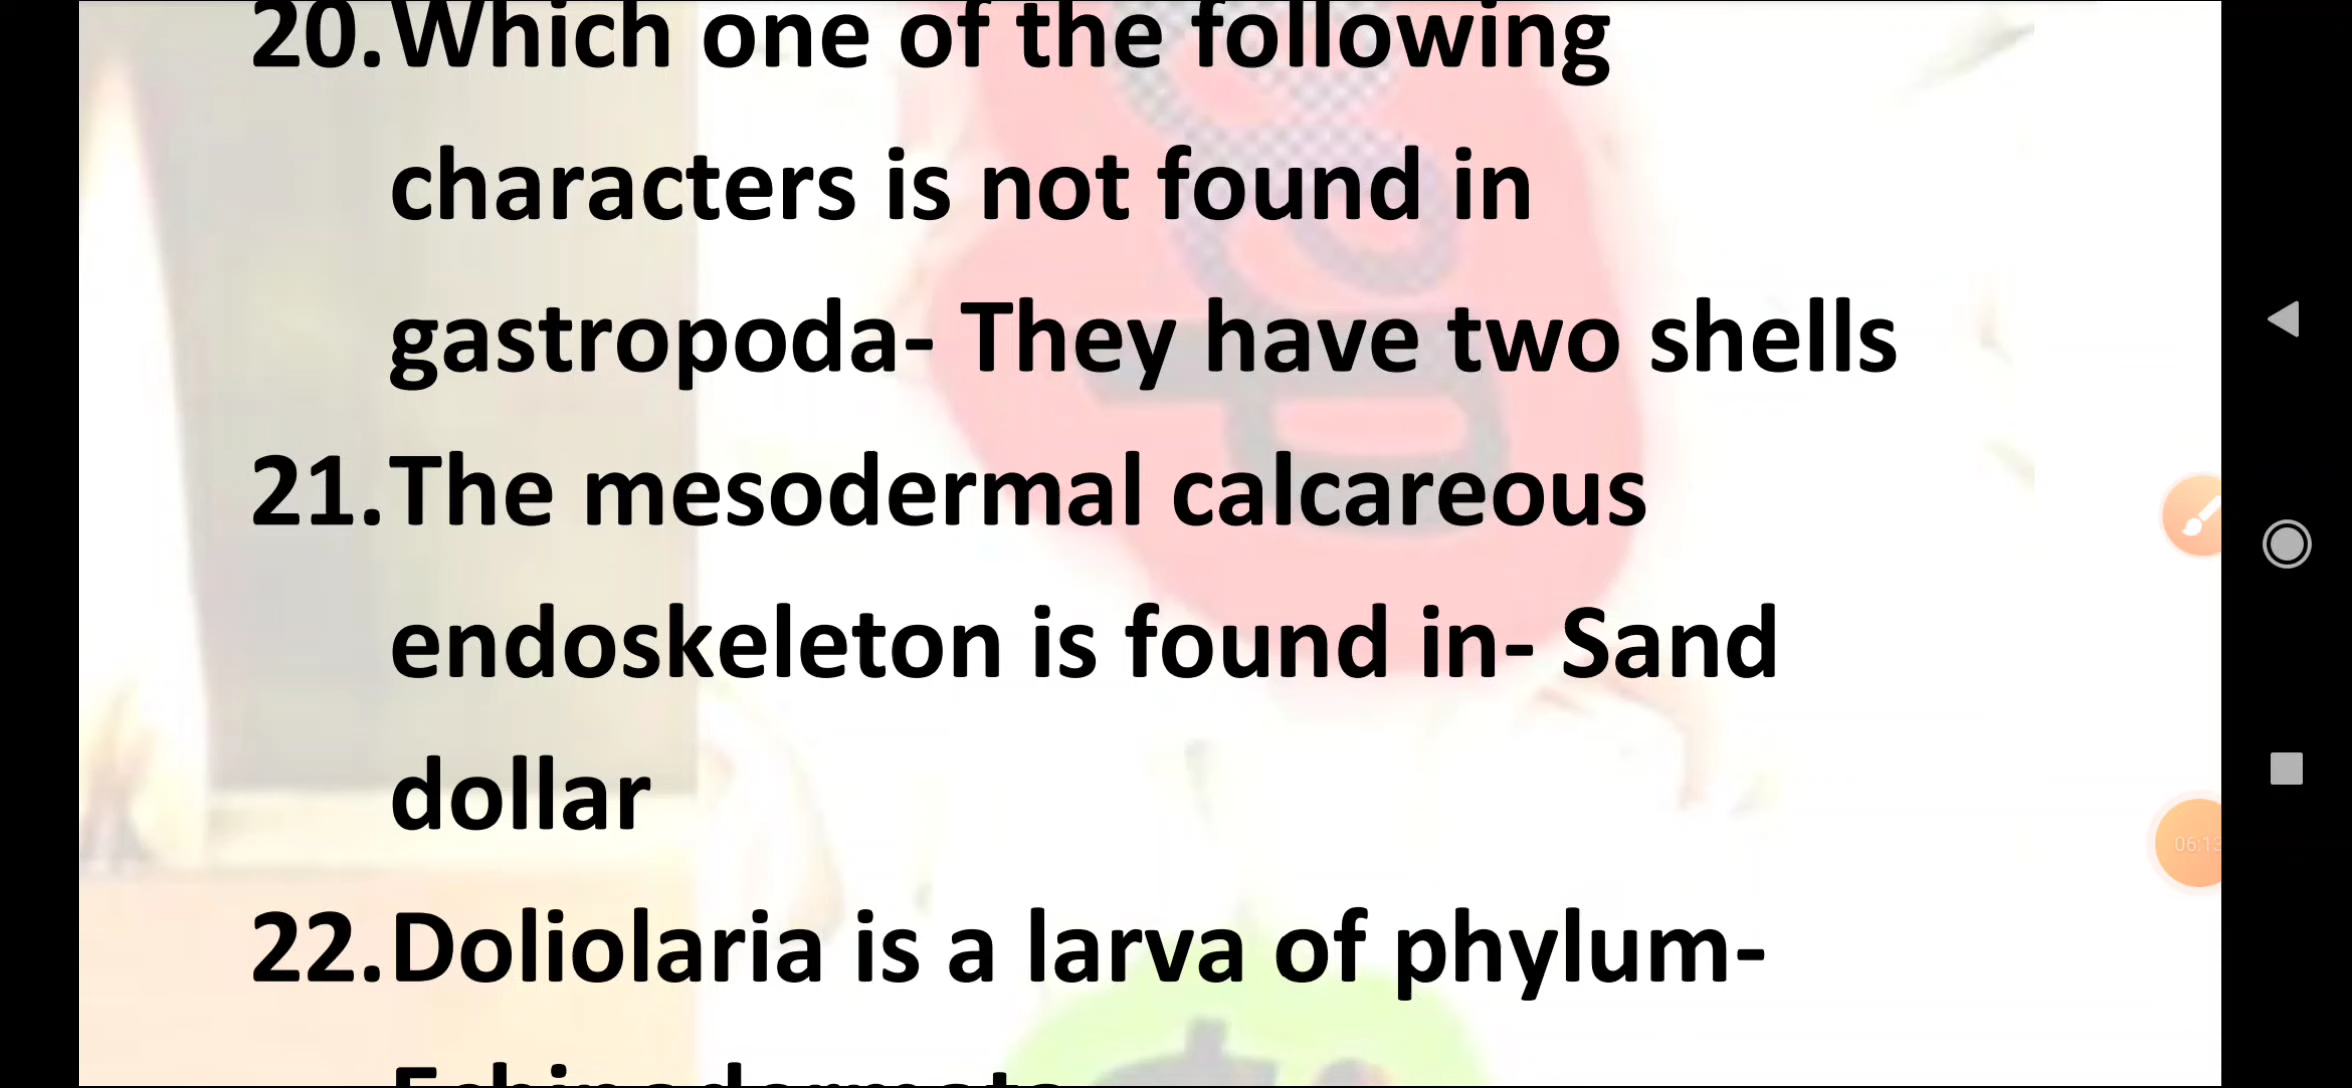 20.Which one of the following
characters is not found in
gastropoda- They have two shells
21.The mesodermal calcareous
endoskeleton is found in- Sand
dollar
22.Doliolaria is a larva of phylum-
Echinodermata